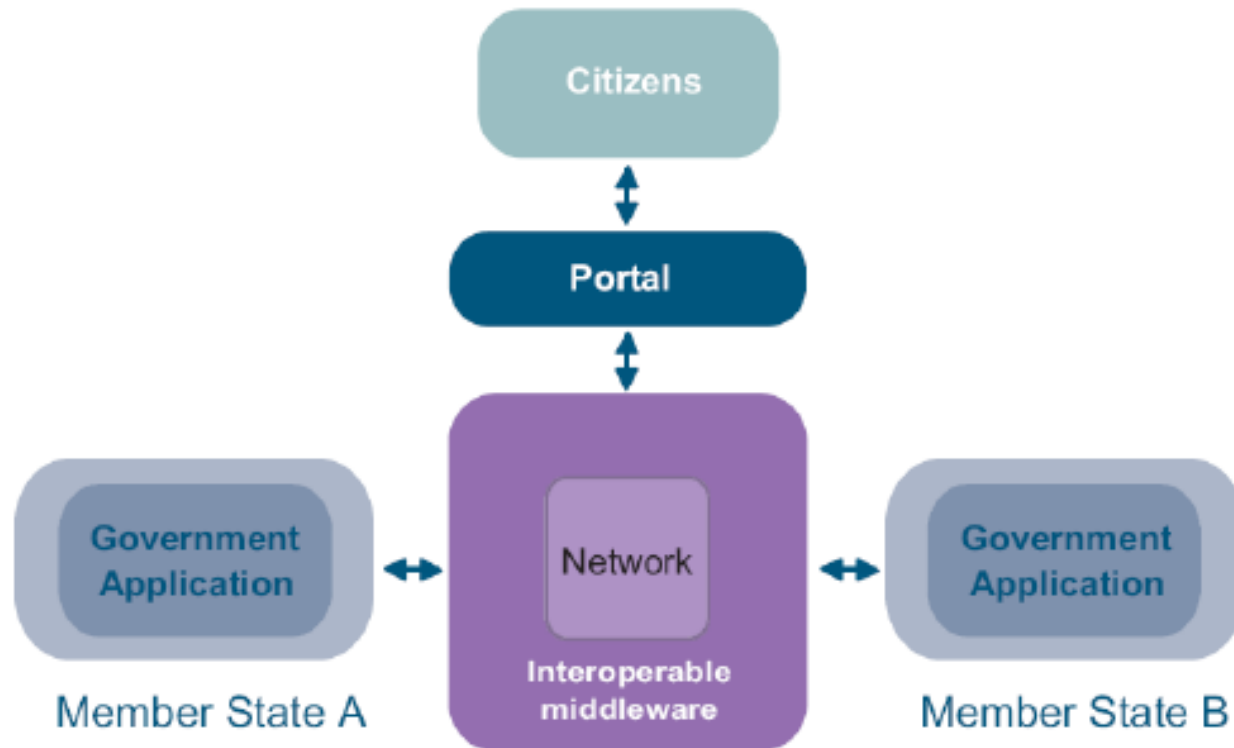 Citizens
Portal
Government
Application
Network
Government
Application
Interoperable
middleware
Member State A
Member State B